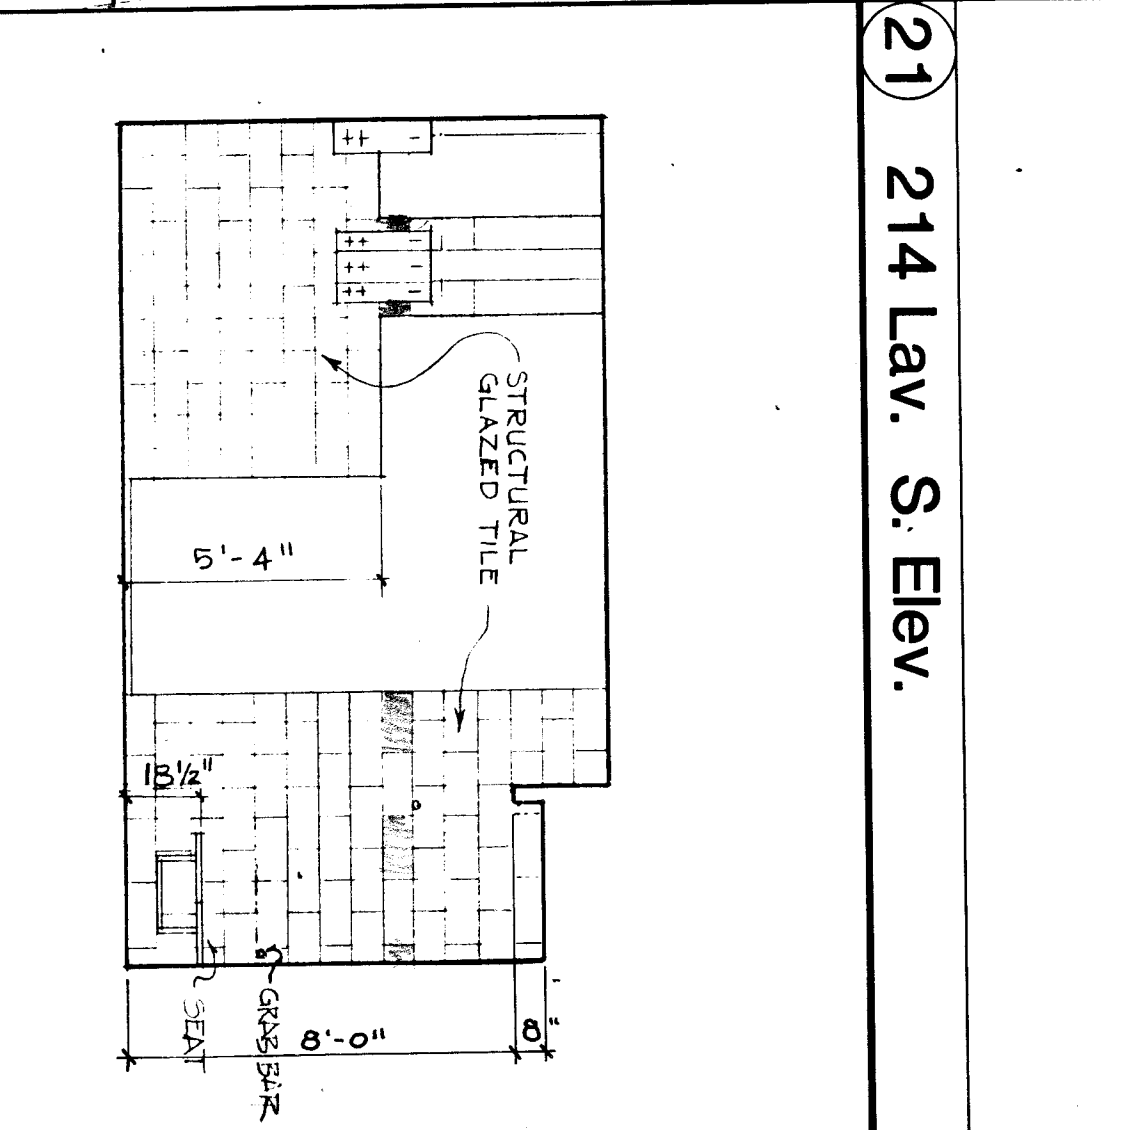 21 214 Lav. S. Elev.
STRUCTURAL
GLAZED TILE
5'-4"
18½"
8'-0"
8"
GRAB BAR
SEAT